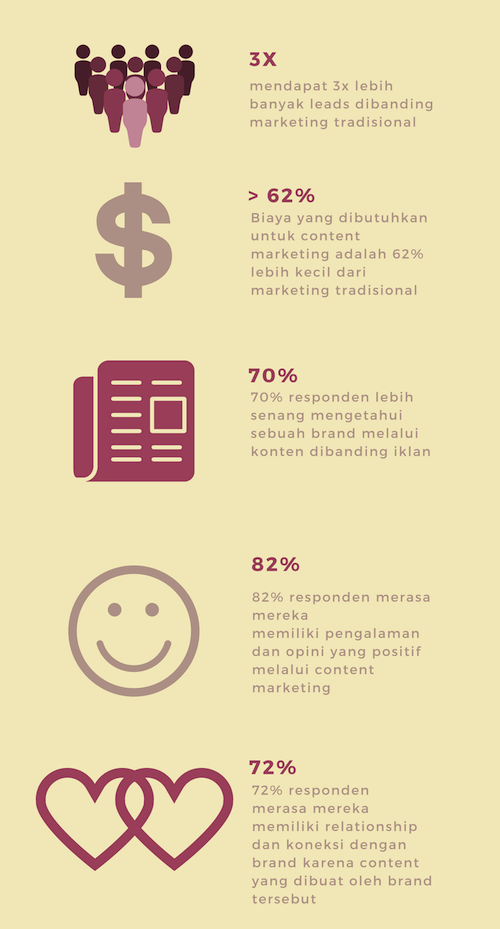 3X
mendapat 3x lebih
banyak leads dibanding
marketing tradisional
> 62%
Biaya yang dibutuhkan
untuk content
marketing adalah 62%
lebih kecil dari
marketing tradisional
70%
70% responden lebih
senang mengetahui
sebuah brand melalui
konten dibanding iklan
82%
82% responden merasa
mereka
memiliki pengalaman
dan opini yang positif
melalui content
marketing
72%
72% responden
merasa mereka
memiliki relationship
dan koneksi dengan
brand karena content
yang dibuat oleh brand
tersebut